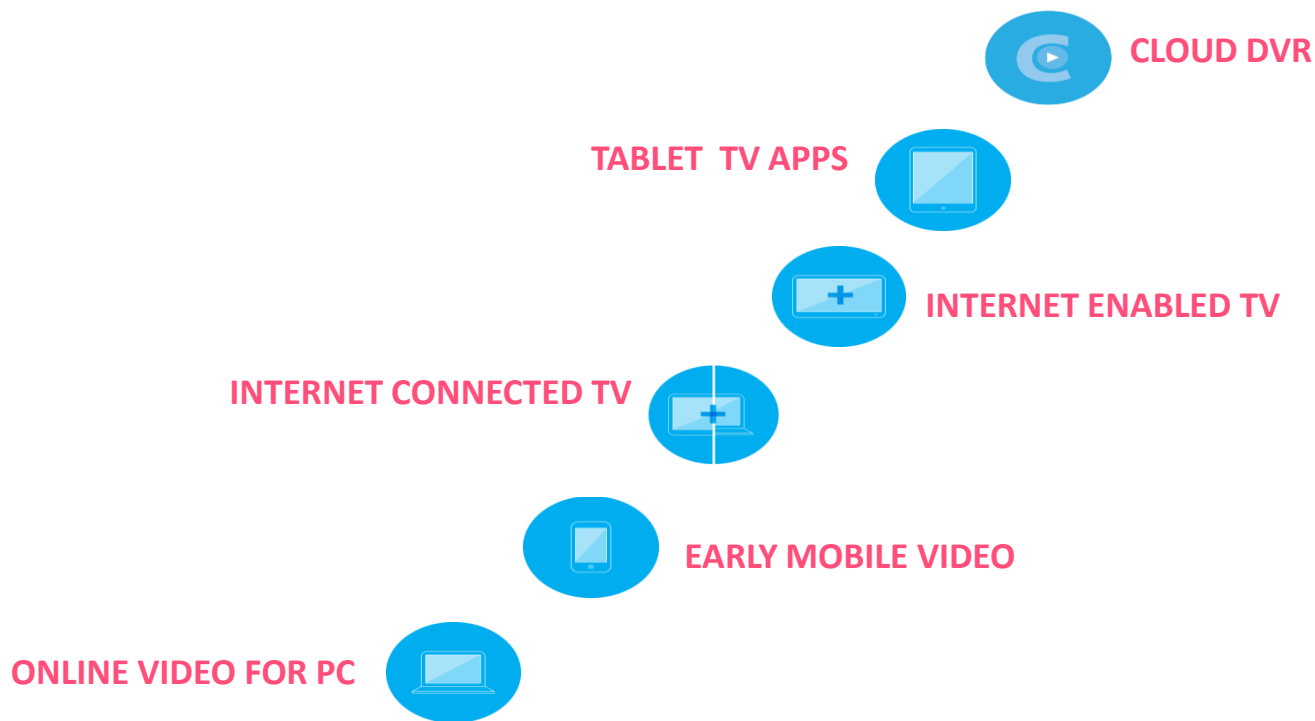 CLOUD DVR
TABLET TV APPS
INTERNET ENABLED TV
INTERNET CONNECTED TV
EARLY MOBILE VIDEO
ONLINE VIDEO FOR PC